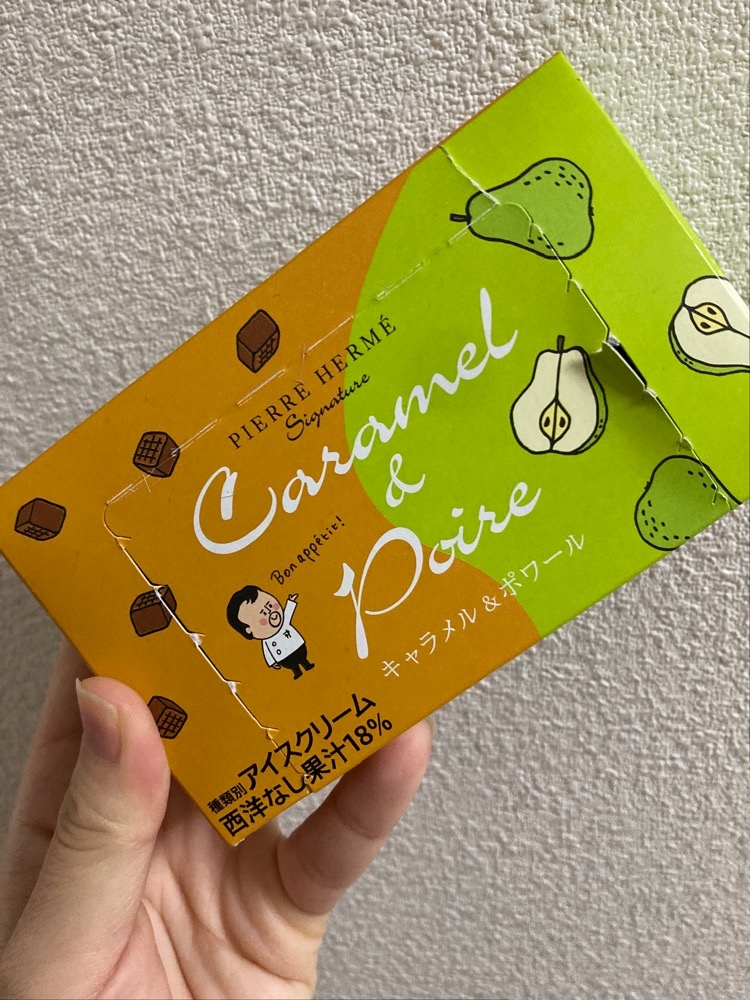 PIERRE HERMÉ
Signature
Caramel
&
Poire
キャラメル & ポワール
Bon appétit!
種類別 アイスクリーム
西洋なし果汁18%